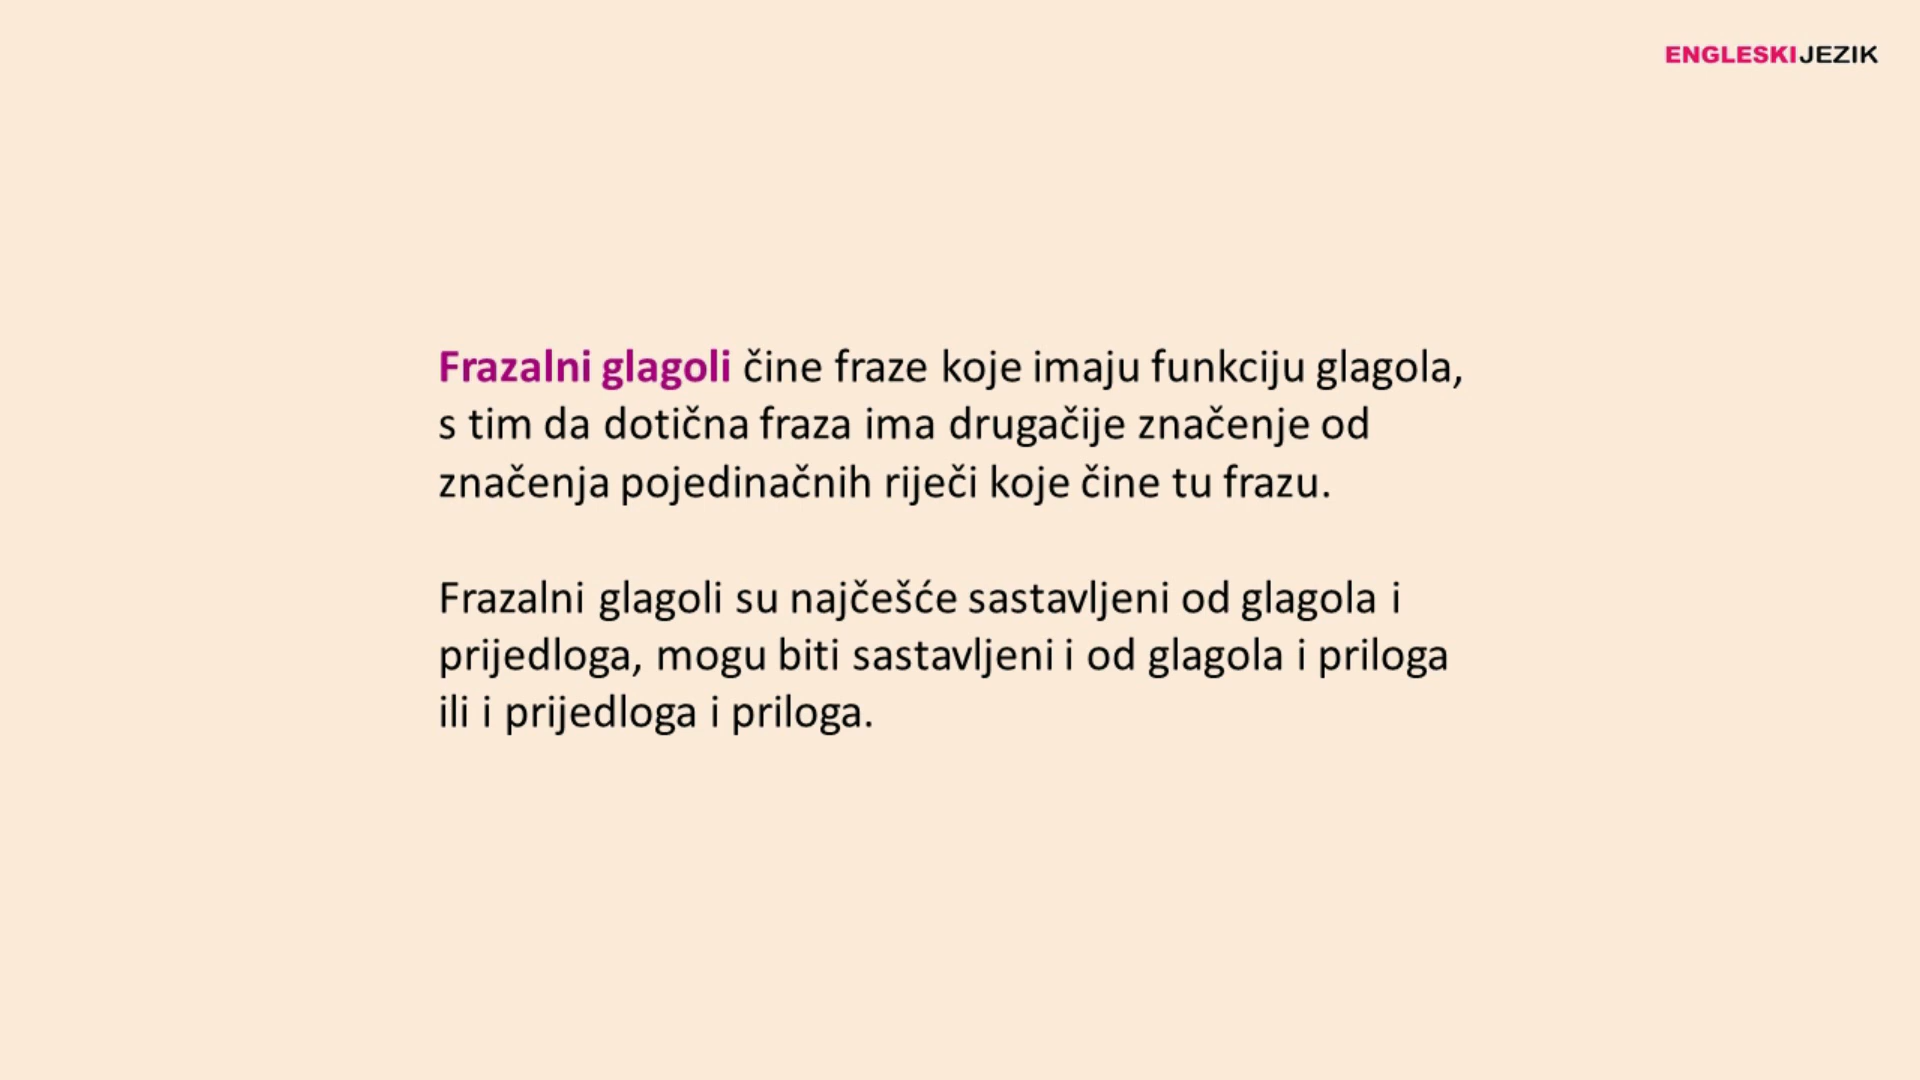 ENGLESKIJEZIK
Frazalni glagoli čine fraze koje imaju funkciju glagola,
s tim da dotična fraza ima drugačije značenje od
značenja pojedinačnih riječi koje čine tu frazu.
Frazalni glagoli su najčešće sastavljeni od glagola i
prijedloga, mogu biti sastavljeni i od glagola i priloga
ili i prijedloga i priloga.